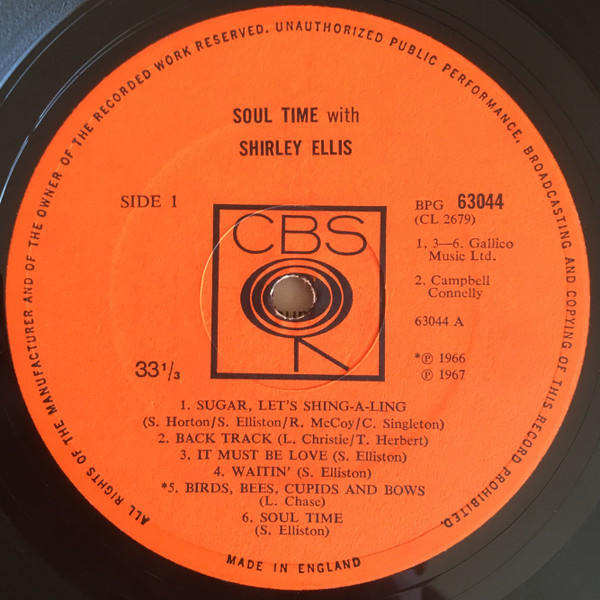 ALL RIGHTS OF THE MANUFACTURER AND OF THE OWNER OF THE RECORDED WORK RESERVED. UNAUTHORIZED PUBLIC PERFORMANCE, BROADCASTING AND COPYING OF THIS RECORD PROHIBITED.
SOUL TIME with
SHIRLEY ELLIS
SIDE 1
BPG 63044
(CL 2679)
CBS
1, 3—6. Gallico
Music Ltd.
2. Campbell
Connelly
63044 A
33 1/3
*℗ 1966
℗ 1967
1. SUGAR, LET'S SHING-A-LING
(S. Horton/S. Elliston/R. McCoy/C. Singleton)
2. BACK TRACK (L. Christie/T. Herbert)
3. IT MUST BE LOVE (S. Elliston)
4. WAITIN' (S. Elliston)
*5. BIRDS, BEES, CUPIDS AND BOWS
(L. Chase)
6. SOUL TIME
(S. Elliston)
MADE IN ENGLAND